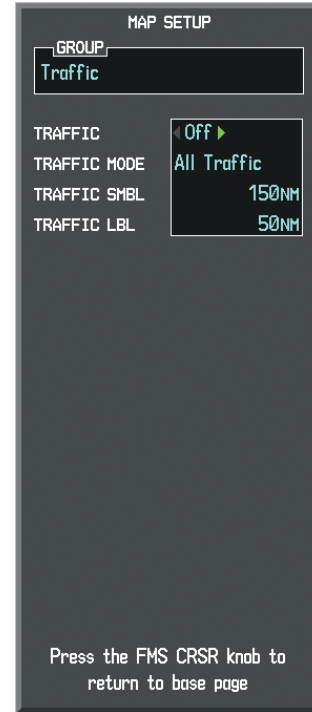 MAP SETUP
GROUP
Traffic
TRAFFIC Off
TRAFFIC MODE All Traffic
TRAFFIC SMBL 150NM
TRAFFIC LBL 50NM
Press the FMS CRSR knob to
return to base page